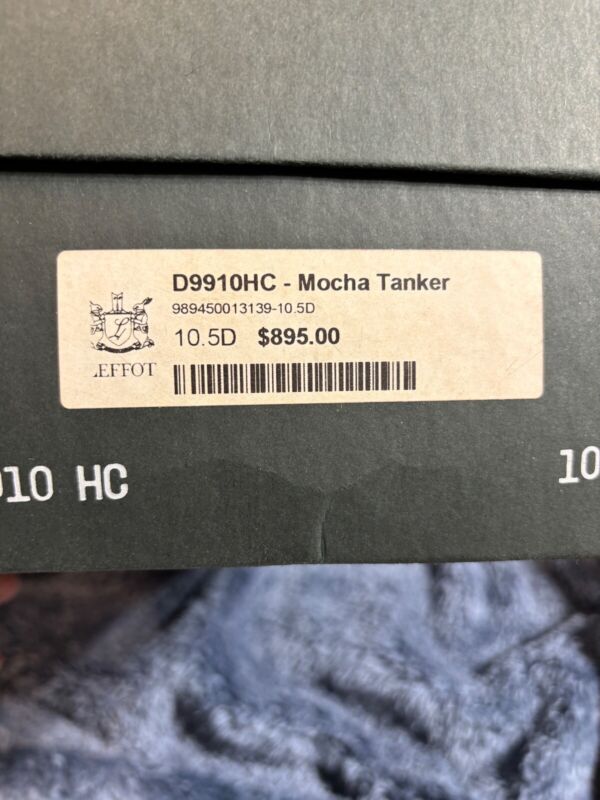 D9910HC - Mocha Tanker
989450013139-10.5D
10.5D $895.00
LEFFOT
910 HC
10